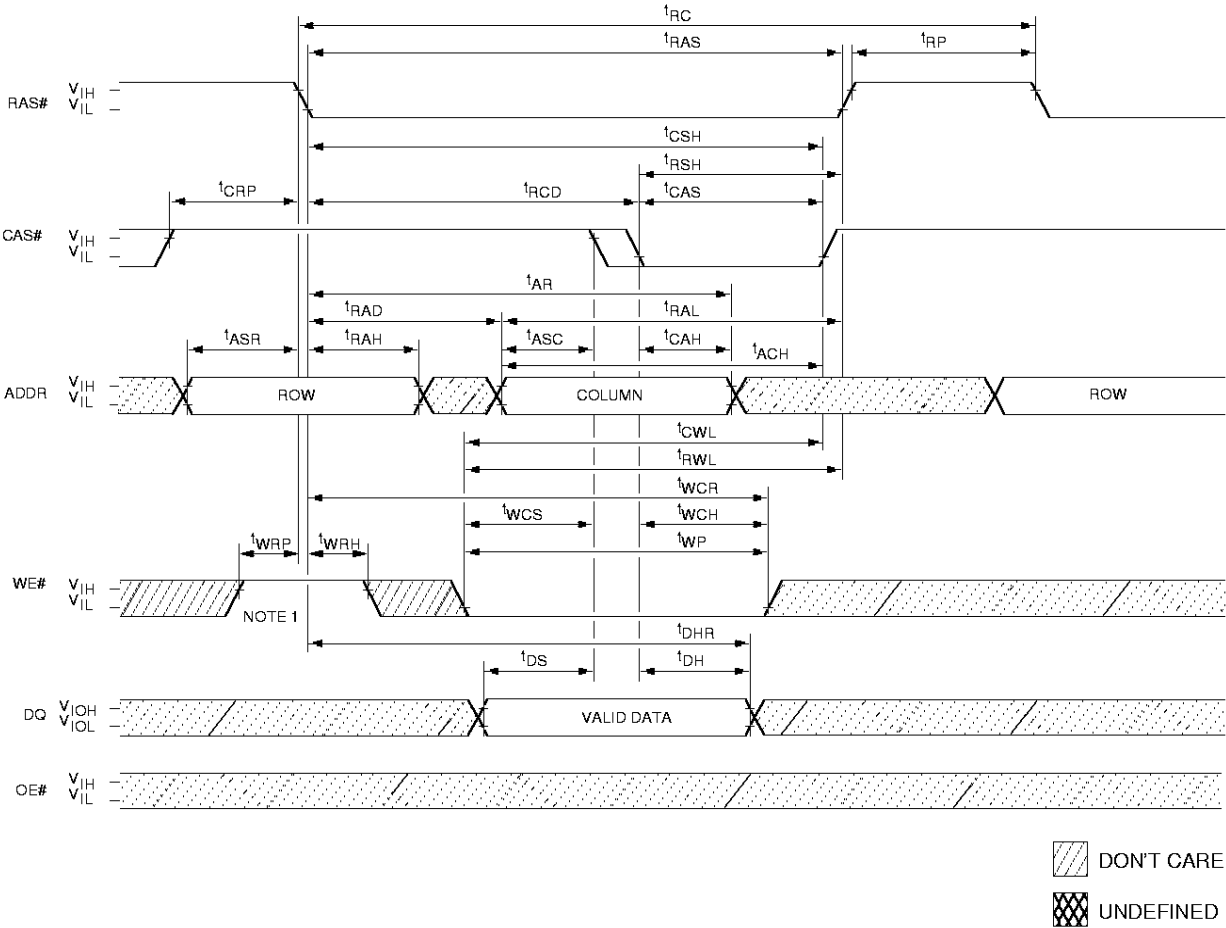 tRC
tRAS
tRP
RAS# VIH
VIL
tCSH
tRSH
tCRP
tRCD
tCAS
CAS# VIH
VIL
tAR
tRAD
tRAL
tASR
tRAH
tASC
tCAH
tACH
ADDR VIH
VIL
ROW
COLUMN
ROW
tCWL
tRWL
tWCR
tWCS
tWCH
tWP
tWRP
tWRH
WE# VIH
VIL
NOTE 1
tDHR
tDS
tDH
DQ VIOH
VIOL
VALID DATA
OE# VIH
VIL
DON'T CARE
UNDEFINED